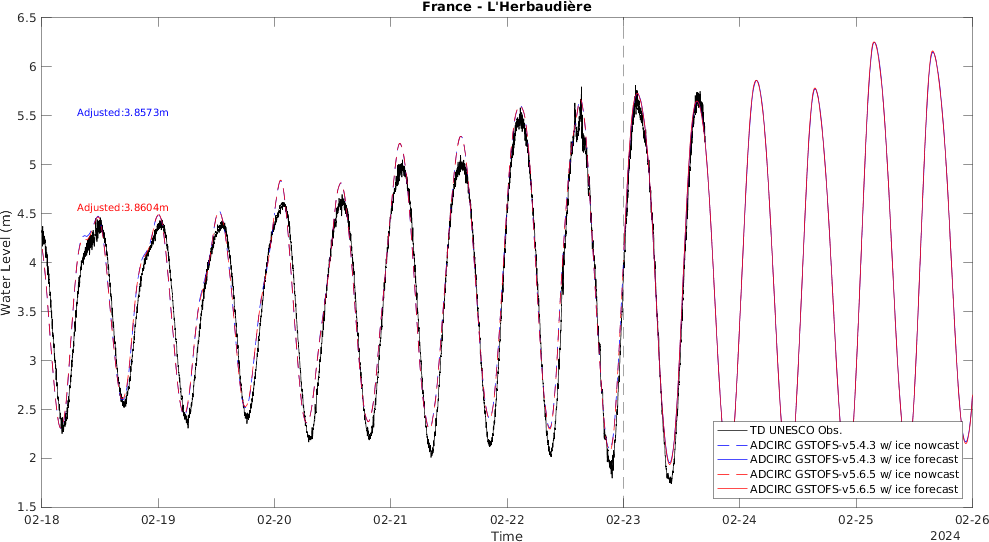 France - L'Herbaudière
6.5
6
5.5
5
4.5
4
3.5
3
2.5
2
1.5
Water Level (m)
Adjusted:3.8573m
Adjusted:3.8604m
TD UNESCO Obs.
ADCIRC GSTOFS-v5.4.3 w/ ice nowcast
ADCIRC GSTOFS-v5.4.3 w/ ice forecast
ADCIRC GSTOFS-v5.6.5 w/ ice nowcast
ADCIRC GSTOFS-v5.6.5 w/ ice forecast
02-18 02-19 02-20 02-21 02-22 02-23 02-24 02-25 02-26
Time
2024